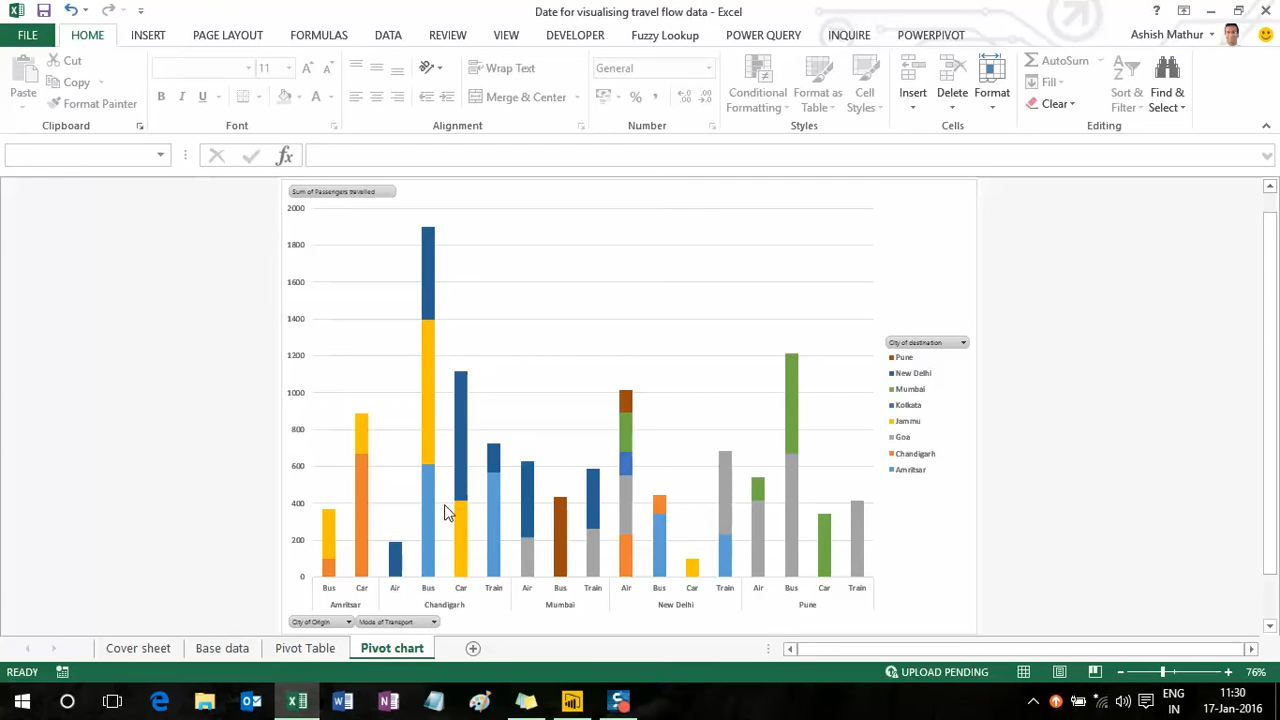 Date for visualising travel flow data - Excel
FILE HOME INSERT PAGE LAYOUT FORMULAS DATA REVIEW VIEW DEVELOPER Fuzzy Lookup POWER QUERY INQUIRE POWERPIVOT Ashish Mathur
Paste
Cut
Copy
Format Painter
Clipboard
11
B I U
Font
Wrap Text
Merge & Center
Alignment
General
Number
Conditional Formatting
Format as Table
Cell Styles
Styles
Insert Delete Format
Cells
AutoSum
Fill
Clear
Sort & Filter
Find & Select
Editing
fx
Sum of Passengers travelled
2000
1800
1600
1400
1200
1000
800
600
400
200
0
City of destination
Pune
New Delhi
Mumbai
Kolkata
Jammu
Goa
Chandigarh
Amritsar
Bus Car Air Bus Car Train Air Bus Train Air Bus Car Train Air Bus Car Train
Amritsar Chandigarh Mumbai New Delhi Pune
City of Origin Mode of Transport
Cover sheet Base data Pivot Table Pivot chart
READY UPLOAD PENDING 76%
ENG 11:30
IN 17-Jan-2016